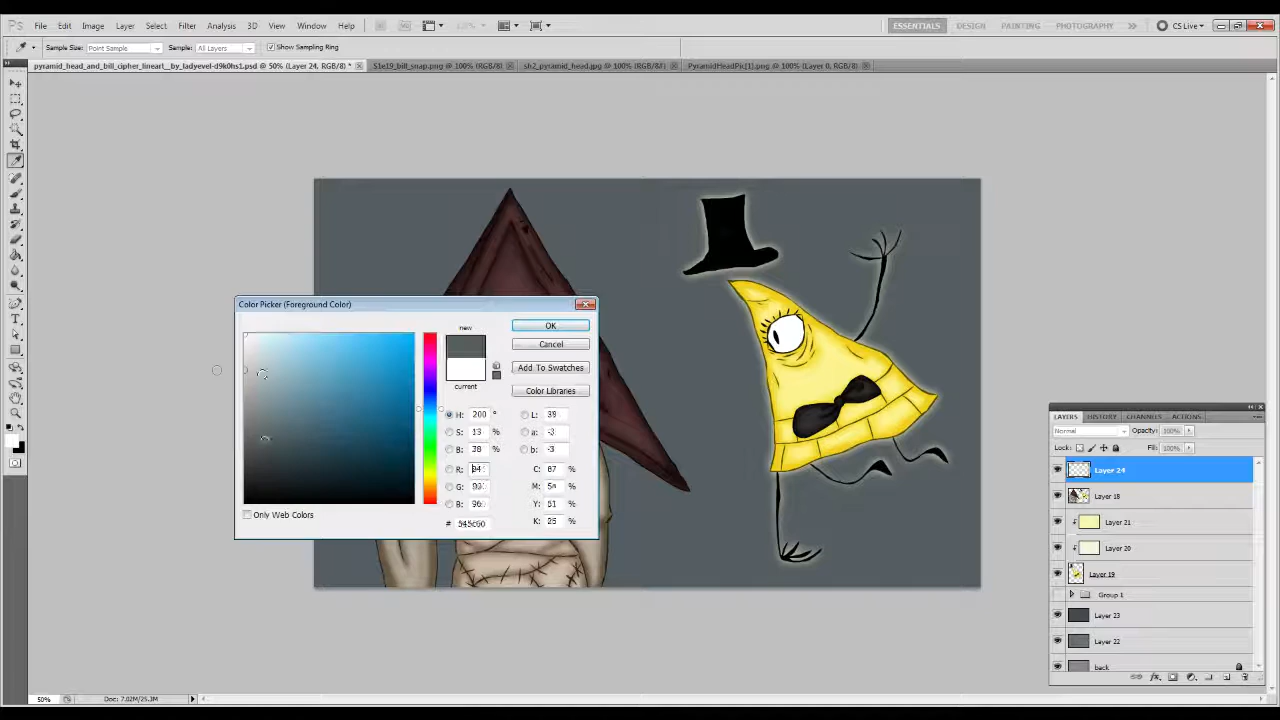 Ps File Edit Image Layer Select Filter Analysis 3D View Window Help ESSENTIALS DESIGN PAINTING PHOTOGRAPHY CS Live
Sample Size: Point Sample Sample: All Layers Show Sampling Ring
pyramid_head_and_bill_cipher_lineart__by_ladyevel-d9k0hs1.psd @ 50% (Layer 24, RGB/8) * S1e19_bill_snap.png @ 100% (RGB/8) sh2_pyramid_head.jpg @ 100% (RGB/8#) PyramidHeadPic[1].png @ 100% (Layer 0, RGB/8)
Color Picker (Foreground Color)
new
OK
Cancel
Add To Swatches
current
Color Libraries
H: 200 ° L: 39
S: 13 % a: -3
B: 38 % b: -3
R: 84 C: 67 %
G: 93 M: 54 %
B: 96 Y: 51 %
K: 25 %
# 545d60
Only Web Colors
LAYERS HISTORY CHANNELS ACTIONS
Normal Opacity: 100%
Lock: Fill: 100%
Layer 24
Layer 18
Layer 21
Layer 20
Layer 19
Group 1
Layer 23
Layer 22
back
50% Doc: 7.02M/25.3M